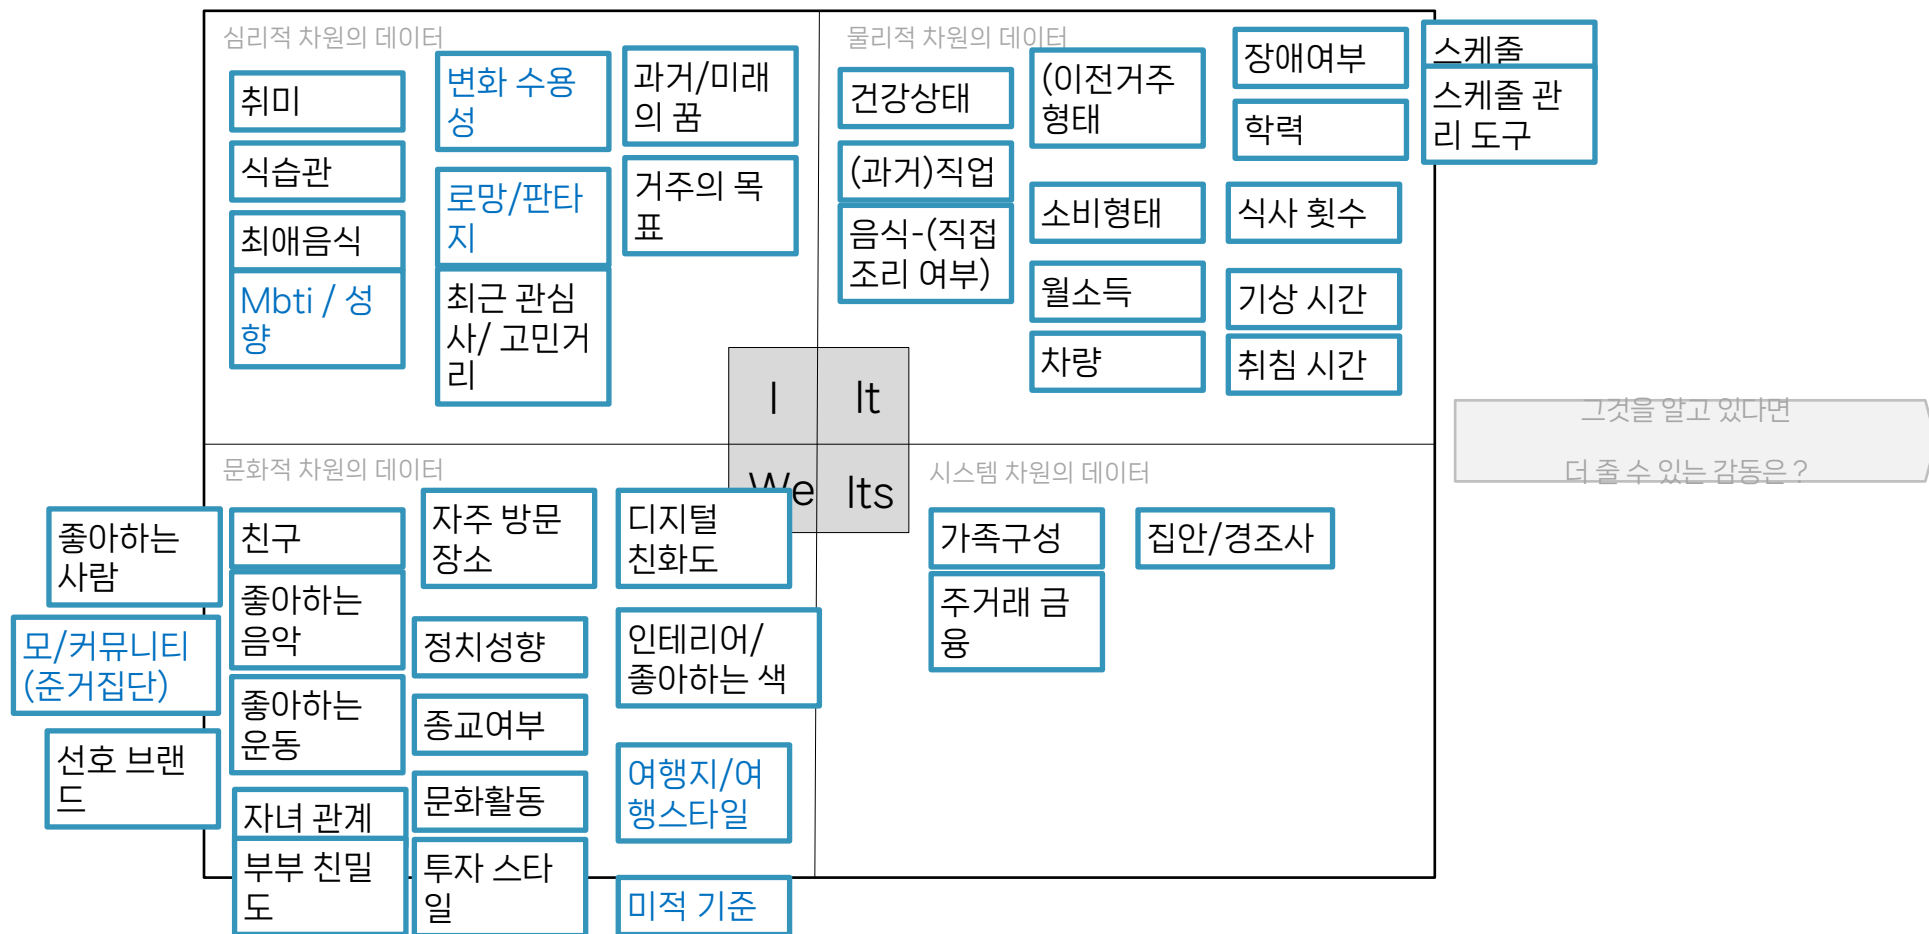 심리적 차원의 데이터
취미
식습관
최애음식
Mbti / 성
향
변화 수용
성
로망/판타
지
최근 관심
사/ 고민거
리
과거/미래
의 꿈
거주의 목
표
물리적 차원의 데이터
건강상태
(과거)직업
음식-(직접
조리 여부)
(이전거주
형태
소비형태
월소득
차량
장애여부
학력
식사 횟수
기상 시간
취침 시간
스케줄
스케줄 관
리 도구
I
It
We
Its
그것을 알고 있다면
더 줄 수 있는 감동은 ?
문화적 차원의 데이터
좋아하는
사람
모/커뮤니티
(준거집단)
선호 브랜
드
친구
좋아하는
음악
좋아하는
운동
자녀 관계
부부 친밀
도
자주 방문
장소
정치성향
종교여부
문화활동
투자 스타
일
디지털
친화도
인테리어/
좋아하는 색
여행지/여
행스타일
미적 기준
시스템 차원의 데이터
가족구성
주거래 금
융
집안/경조사